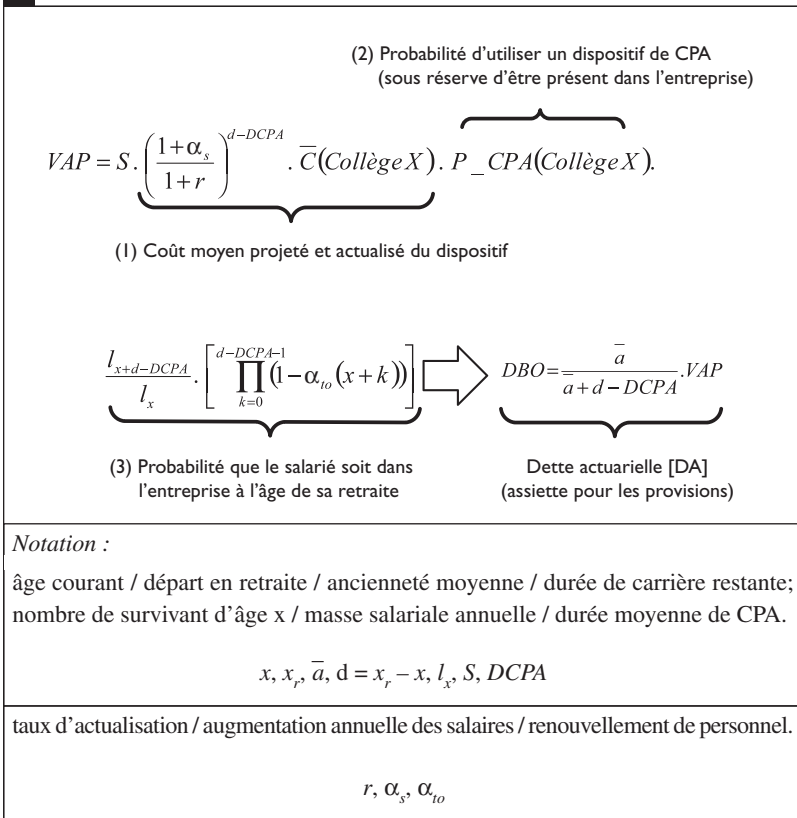 (2) Probabilité d'utiliser un dispositif de CPA
(sous réserve d'être présent dans l'entreprise)
VAP = S . ( (1+α_s) / (1+r) )^(d−DCPA) . C̄(Collège X) . P_CPA(Collège X).
(1) Coût moyen projeté et actualisé du dispositif
l_(x+d−DCPA) / l_x . [ ∏_(k=0)^(d−DCPA−1) (1−α_to (x+k)) ] ⇨ DBO = a̅ / (a̅+d−DCPA) .VAP
(3) Probabilité que le salarié soit dans
l'entreprise à l'âge de sa retraite
Dette actuarielle [DA]
(assiette pour les provisions)
Notation :
âge courant / départ en retraite / ancienneté moyenne / durée de carrière restante;
nombre de survivant d'âge x / masse salariale annuelle / durée moyenne de CPA.
x, x_r, a̅, d = x_r – x, l_x, S, DCPA
taux d'actualisation / augmentation annuelle des salaires / renouvellement de personnel.
r, α_s, α_to